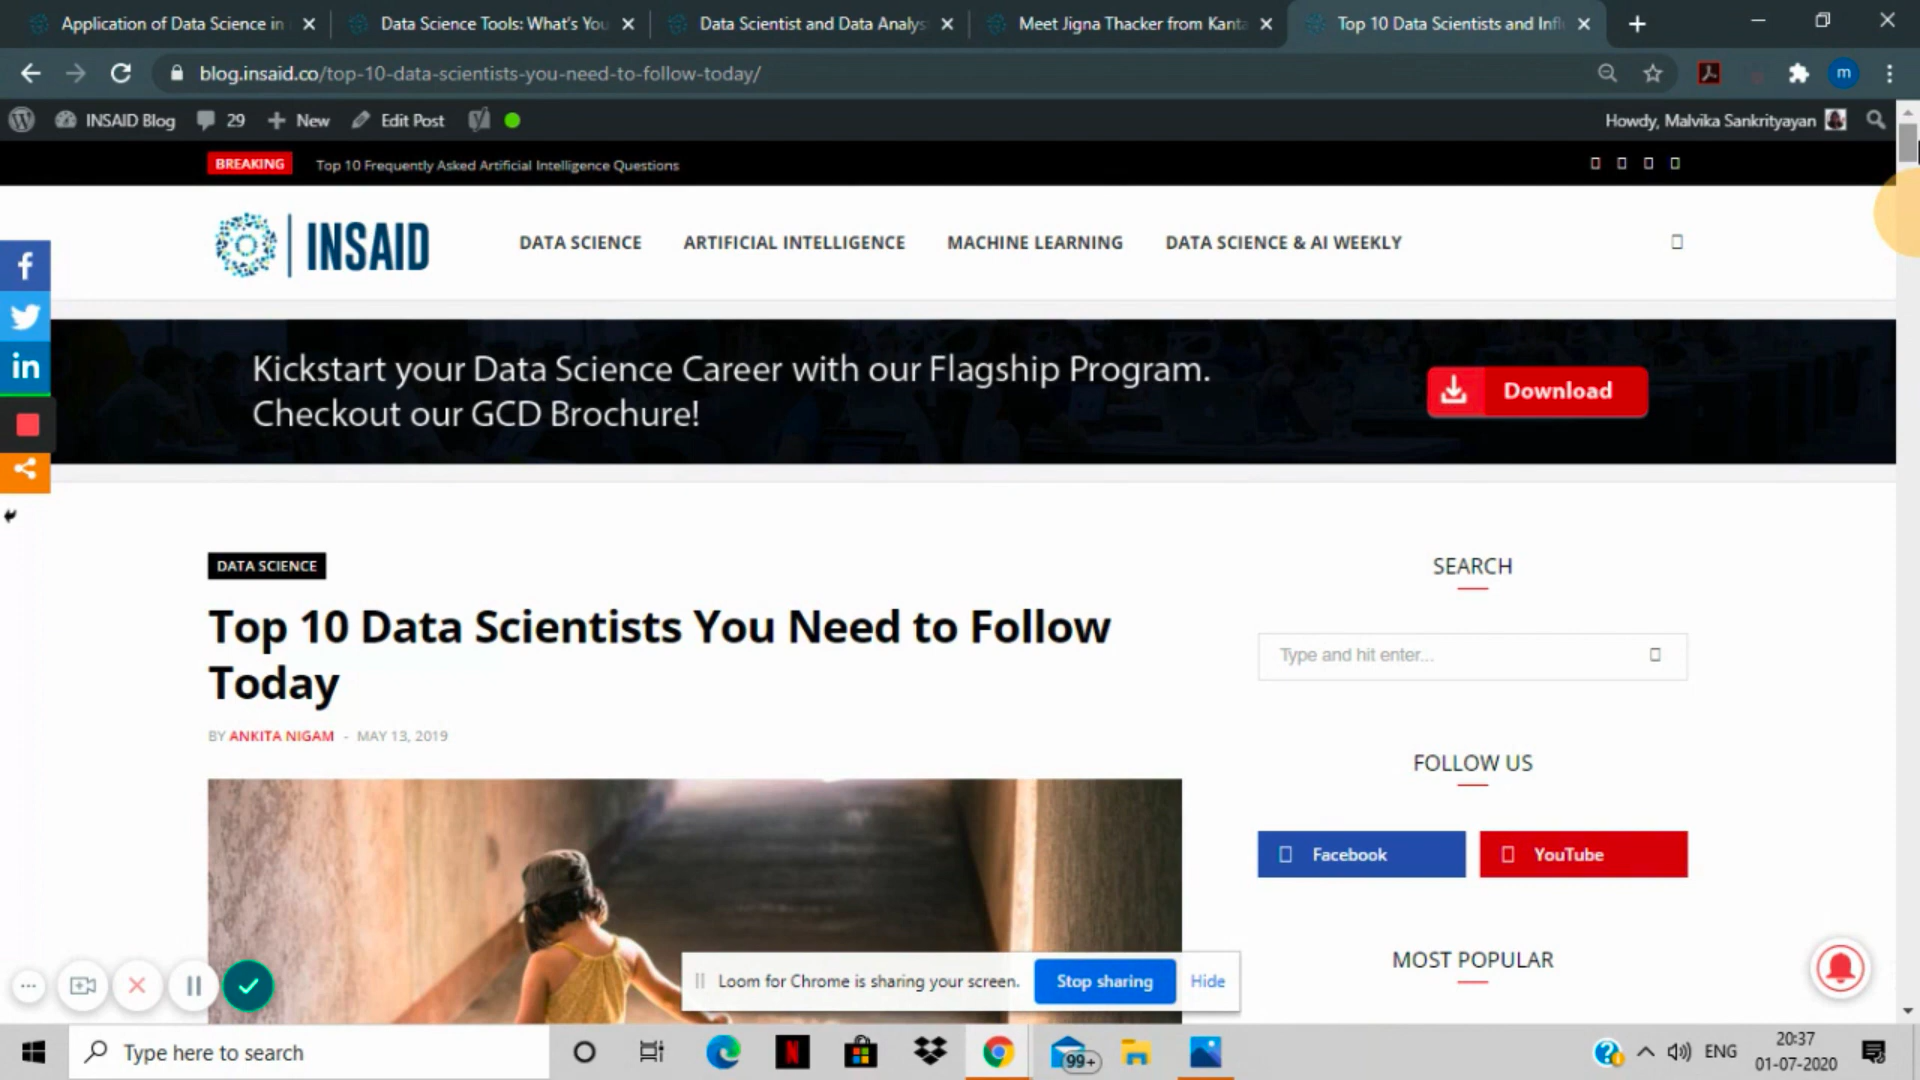 Application of Data Science in
Data Science Tools: What's You
Data Scientist and Data Analys
Meet Jigna Thacker from Kanta
Top 10 Data Scientists and Infl
blog.insaid.co/top-10-data-scientists-you-need-to-follow-today/
m
INSAID Blog
29
New
Edit Post
Howdy, Malvika Sankrityayan
BREAKING
Top 10 Frequently Asked Artificial Intelligence Questions
INSAID
DATA SCIENCE
ARTIFICIAL INTELLIGENCE
MACHINE LEARNING
DATA SCIENCE & AI WEEKLY
Kickstart your Data Science Career with our Flagship Program.
Checkout our GCD Brochure!
Download
DATA SCIENCE
Top 10 Data Scientists You Need to Follow
Today
BY ANKITA NIGAM - MAY 13, 2019
SEARCH
Type and hit enter...
FOLLOW US
Facebook
YouTube
MOST POPULAR
Loom for Chrome is sharing your screen.
Stop sharing
Hide
Type here to search
99+
ENG
20:37
01-07-2020